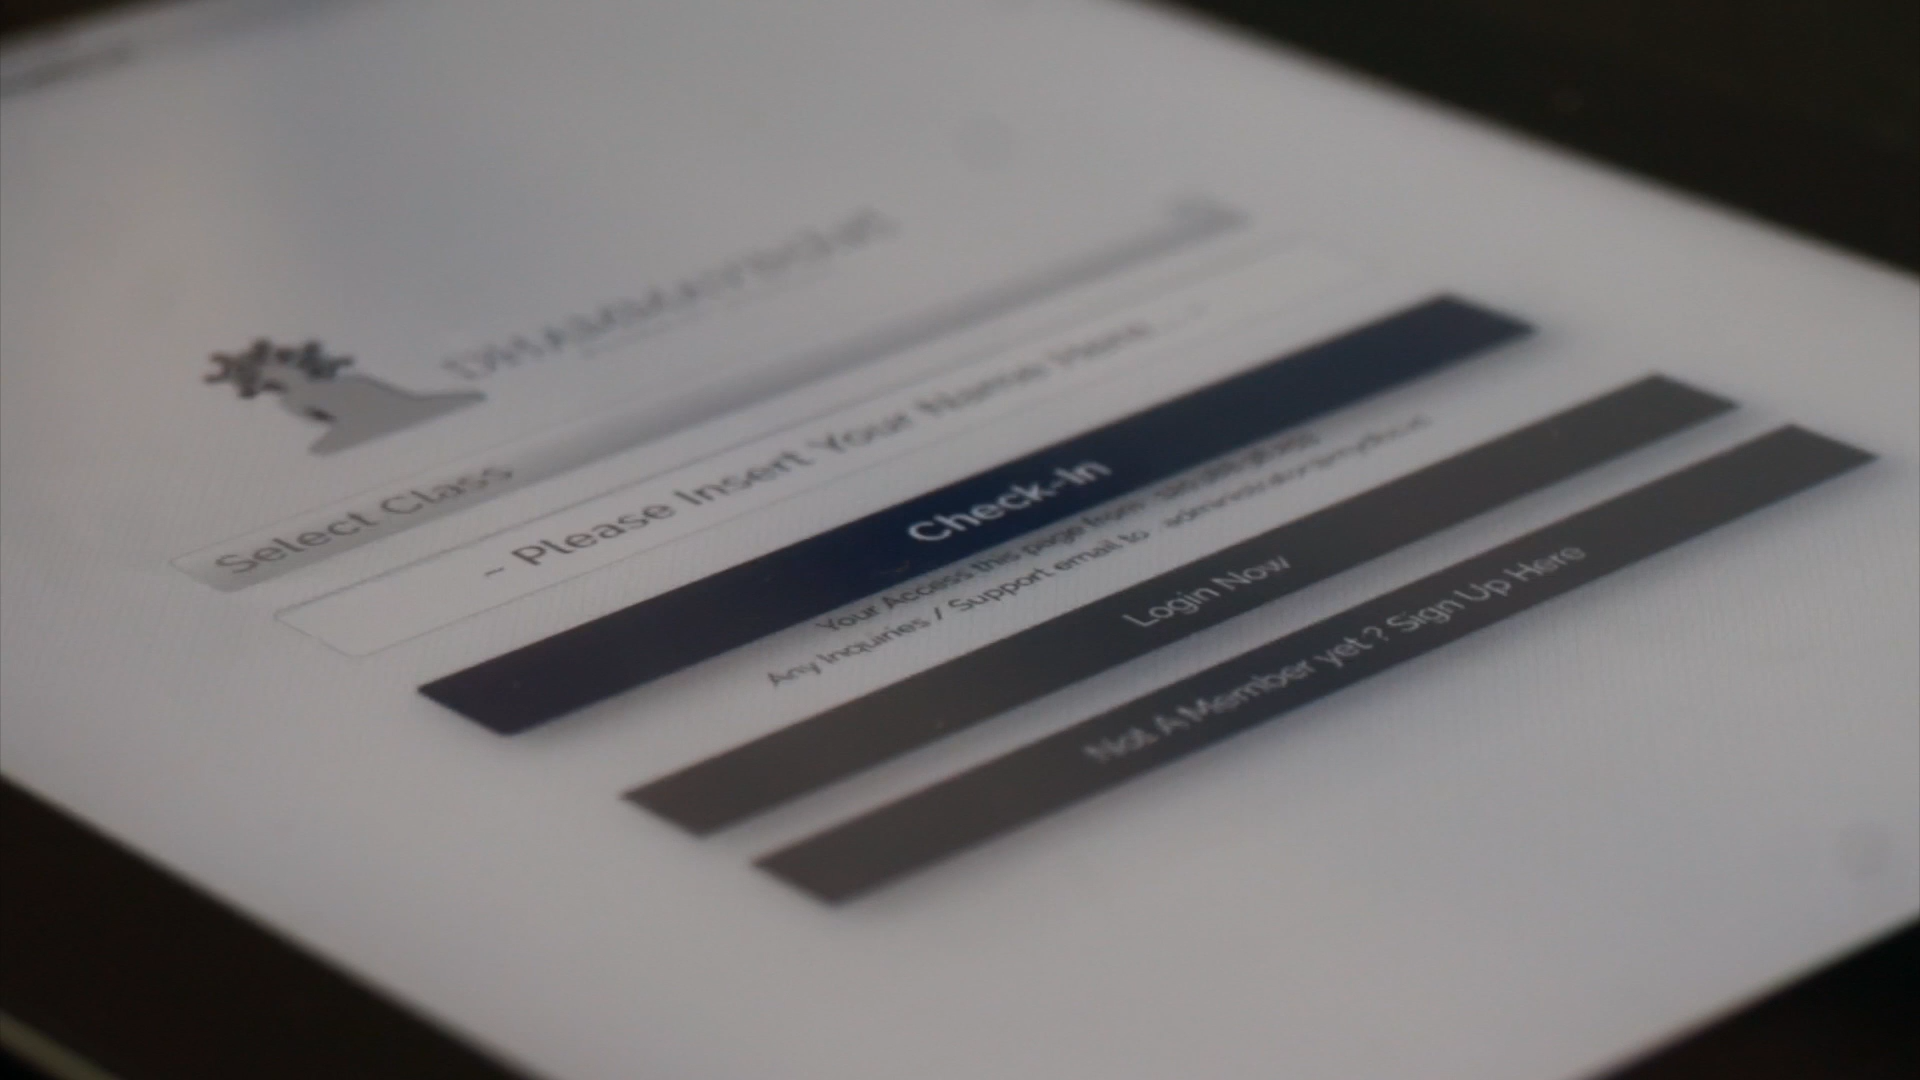 Select Class
~ Please Insert Your Name Here
Check-In
Your Access this page from
Any Inquiries / Support email to
Login Now
Not A Member yet ? Sign Up Here